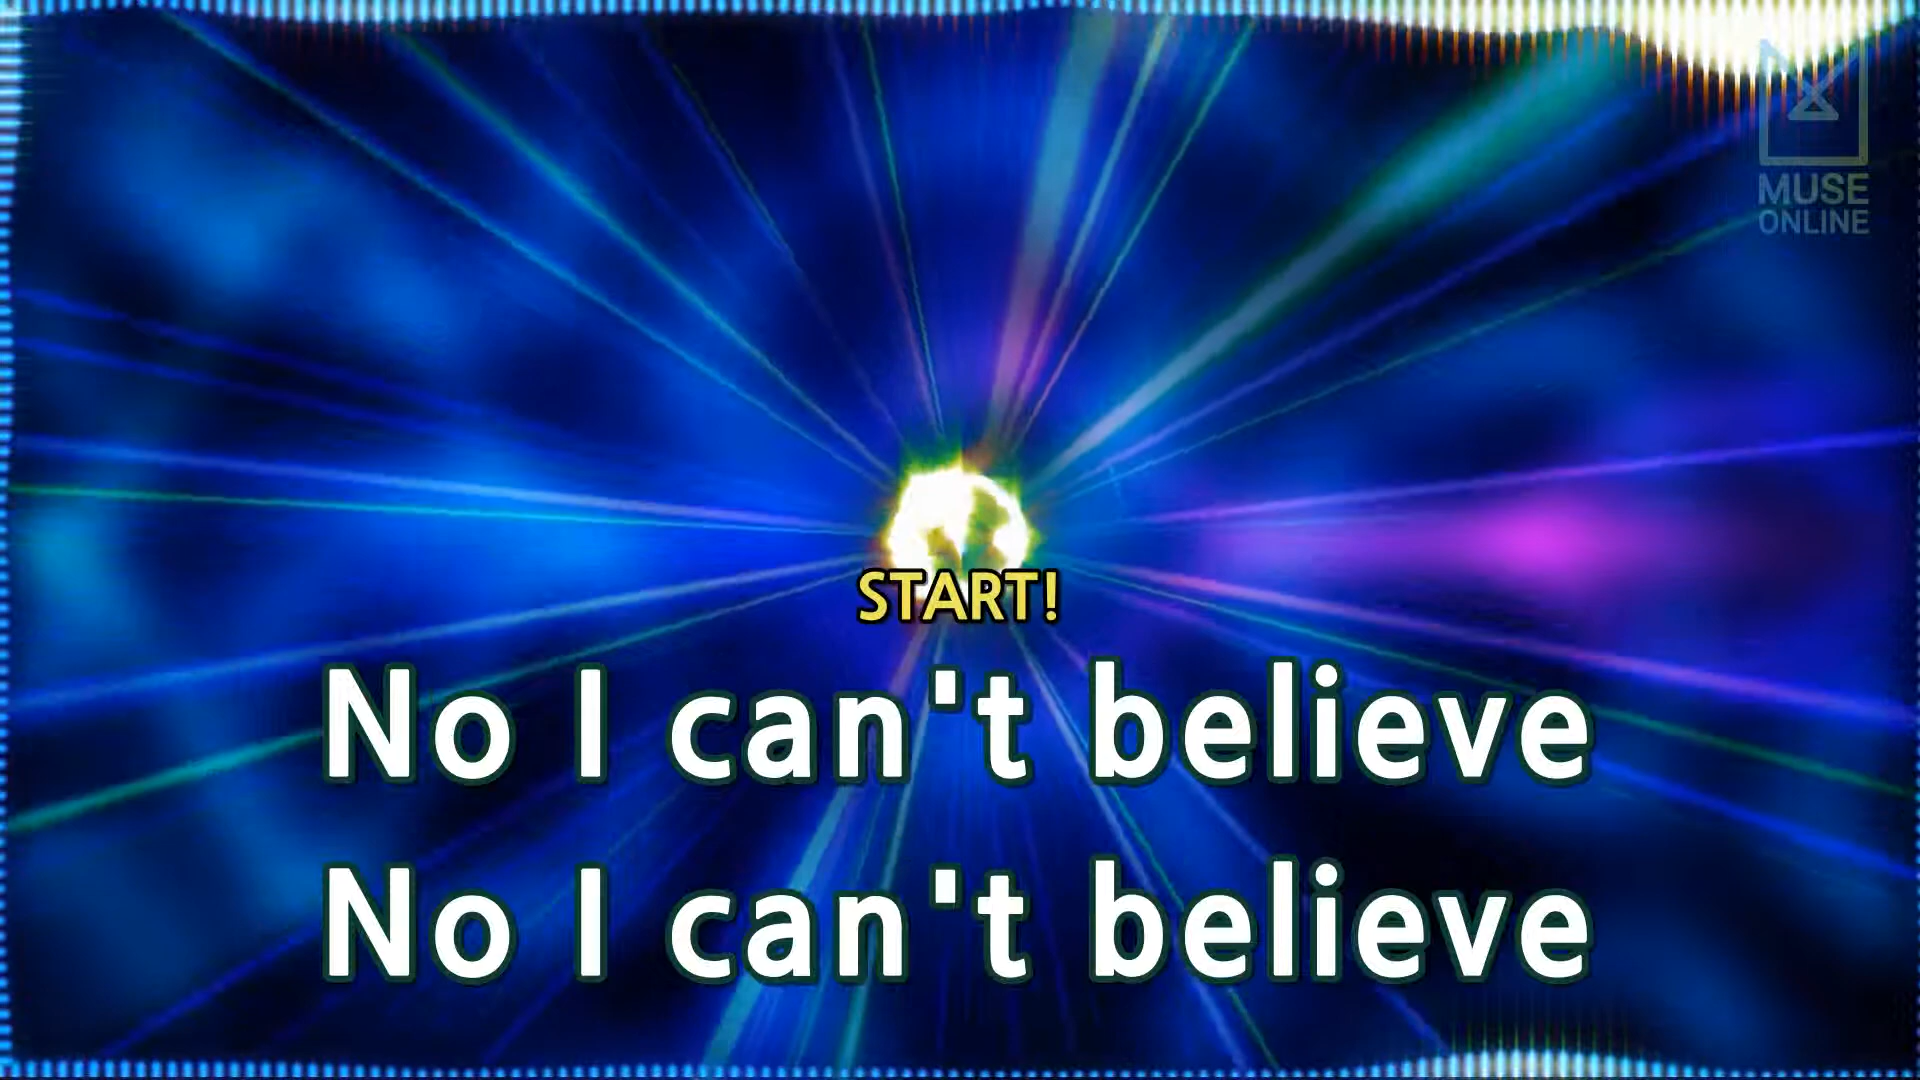 MUSE
ONLINE
START!
No I can't believe
No I can't believe